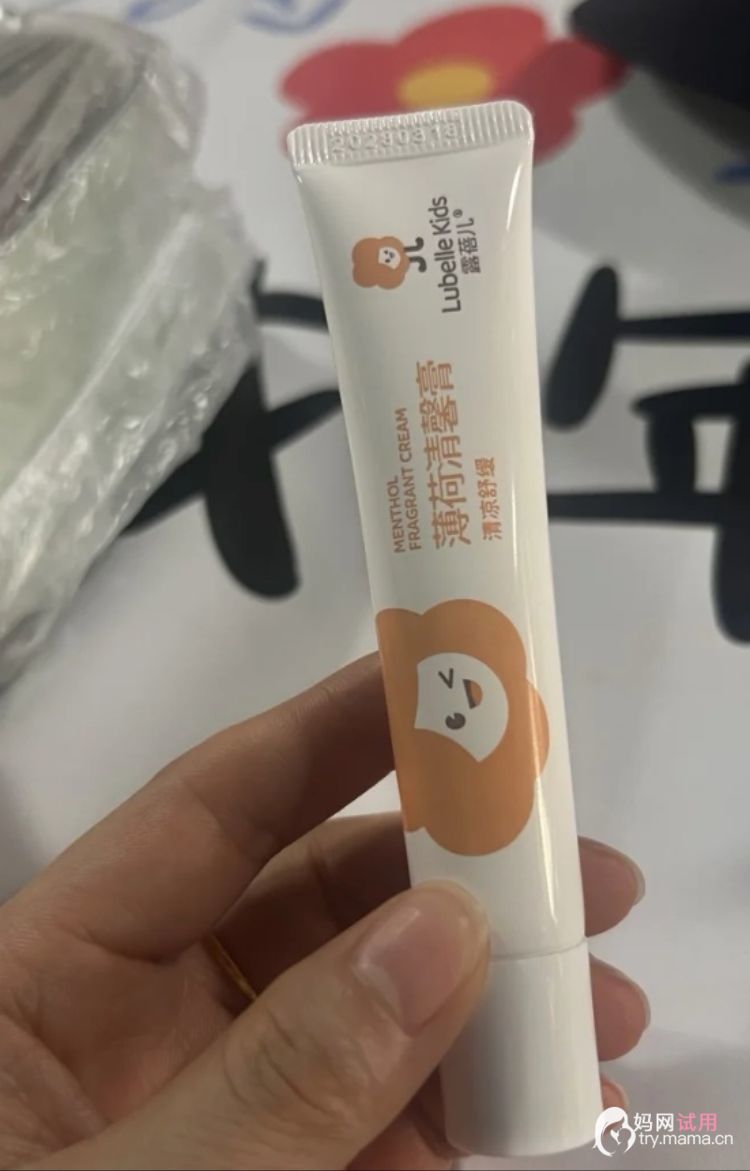 Lubelle Kids
露蓓儿®
MENTHOL
FRAGRANT CREAM
薄荷清馨膏
清凉舒缓
妈网试用
try.mama.cn